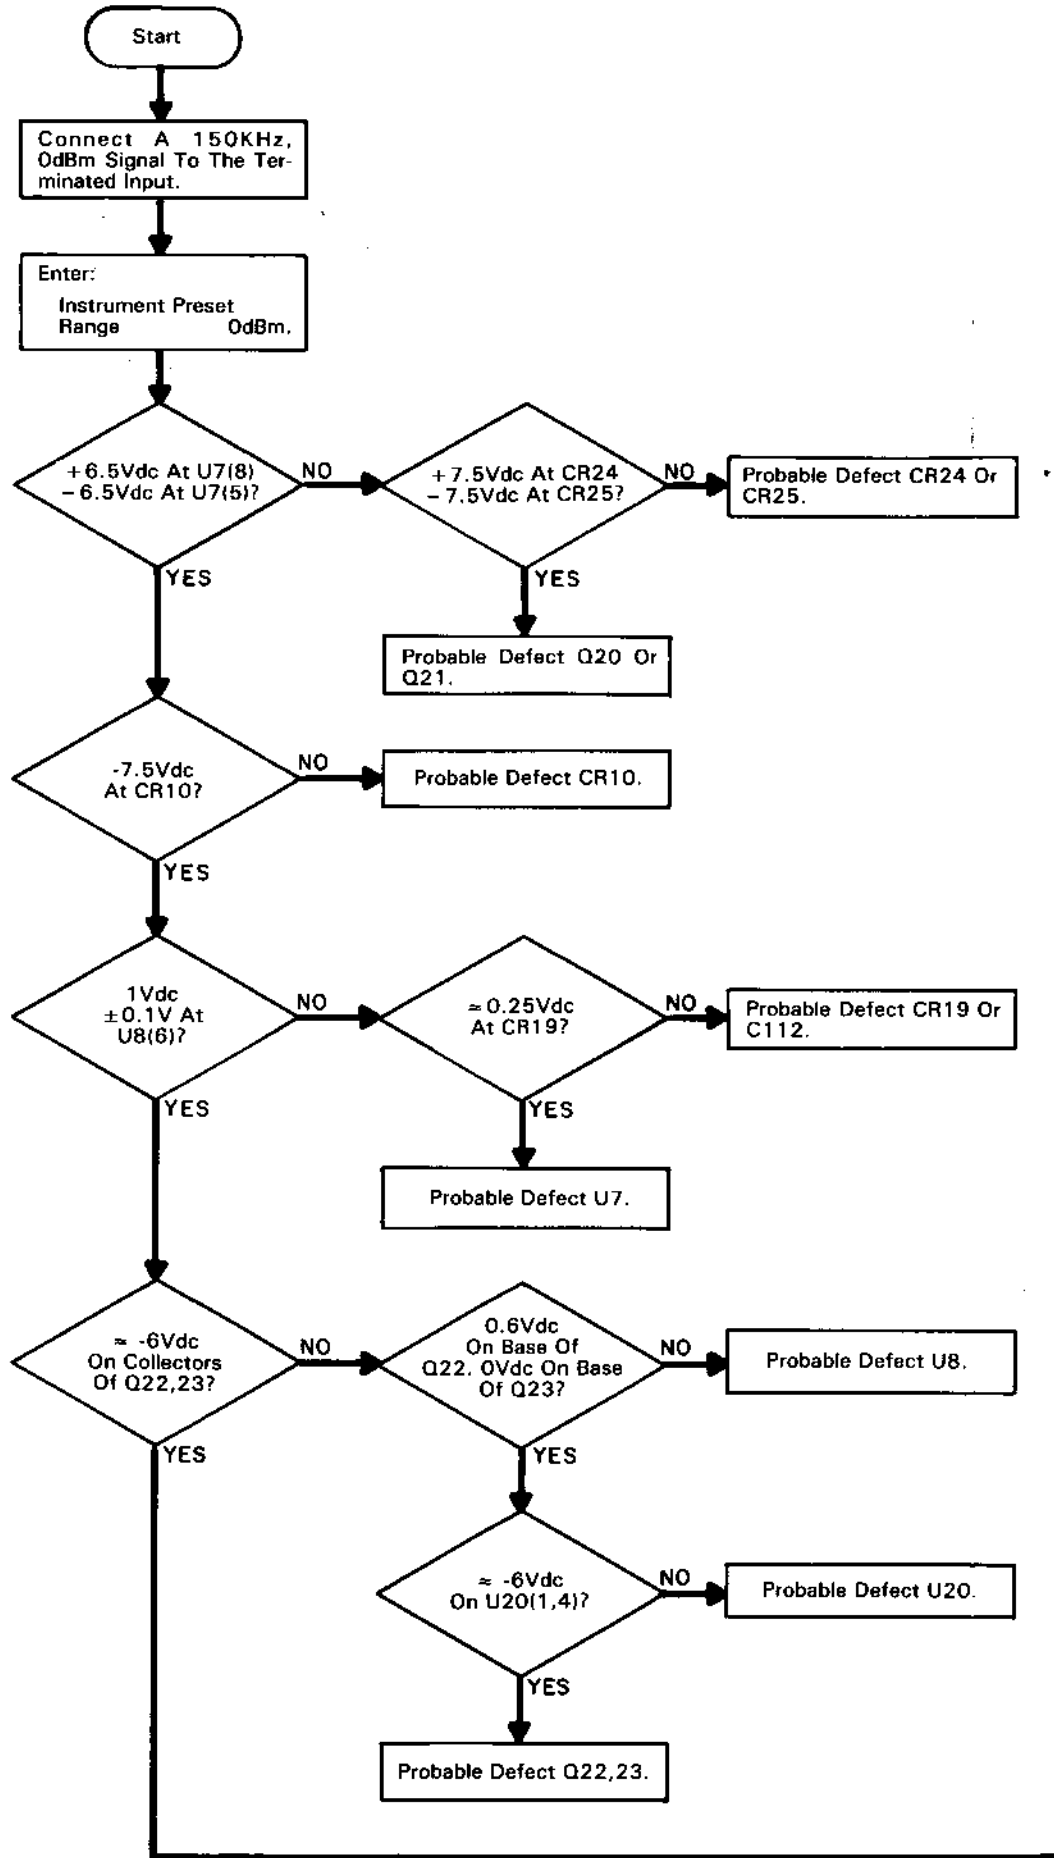 Start
Connect A 150KHz,
0dBm Signal To The Ter-
minated Input.
Enter:
Instrument Preset
Range 0dBm.
+6.5Vdc At U7(8)
-6.5Vdc At U7(5)?
NO
+7.5Vdc At CR24
-7.5Vdc At CR25?
NO
Probable Defect CR24 Or
CR25.
YES
YES
Probable Defect Q20 Or
Q21.
-7.5Vdc
At CR10?
NO
Probable Defect CR10.
YES
1Vdc
±0.1V At
U8(6)?
NO
≈0.25Vdc
At CR19?
NO
Probable Defect CR19 Or
C112.
YES
YES
Probable Defect U7.
≈ -6Vdc
On Collectors
Of Q22,23?
NO
0.6Vdc
On Base Of
Q22. 0Vdc On Base
Of Q23?
NO
Probable Defect U8.
YES
YES
≈ -6Vdc
On U20(1,4)?
NO
Probable Defect U20.
YES
Probable Defect Q22,23.